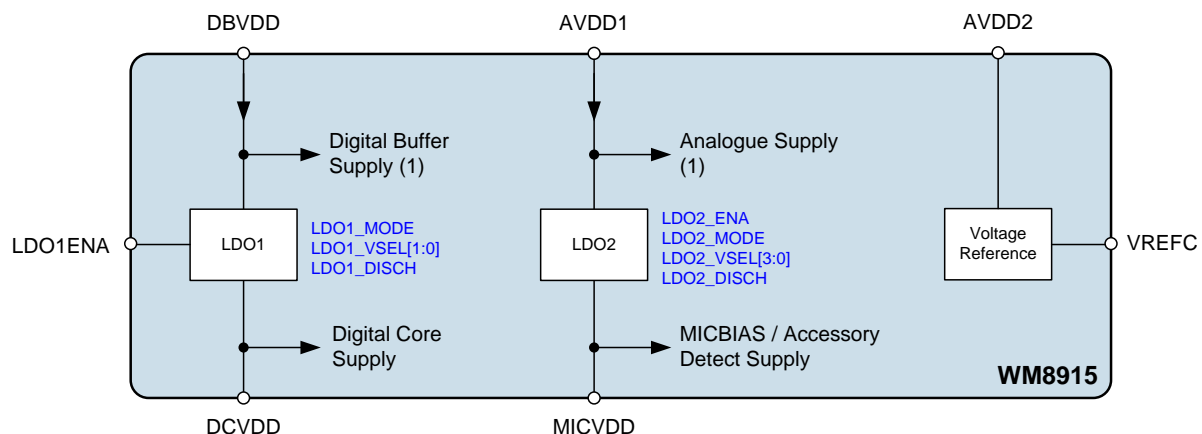 DBVDD
AVDD1
AVDD2
Digital Buffer
Supply (1)
Analogue Supply
(1)
LDO1ENA
LDO1
LDO1_MODE
LDO1_VSEL[1:0]
LDO1_DISCH
LDO2
LDO2_ENA
LDO2_MODE
LDO2_VSEL[3:0]
LDO2_DISCH
Voltage
Reference
VREFC
Digital Core
Supply
MICBIAS / Accessory
Detect Supply
WM8915
DCVDD
MICVDD